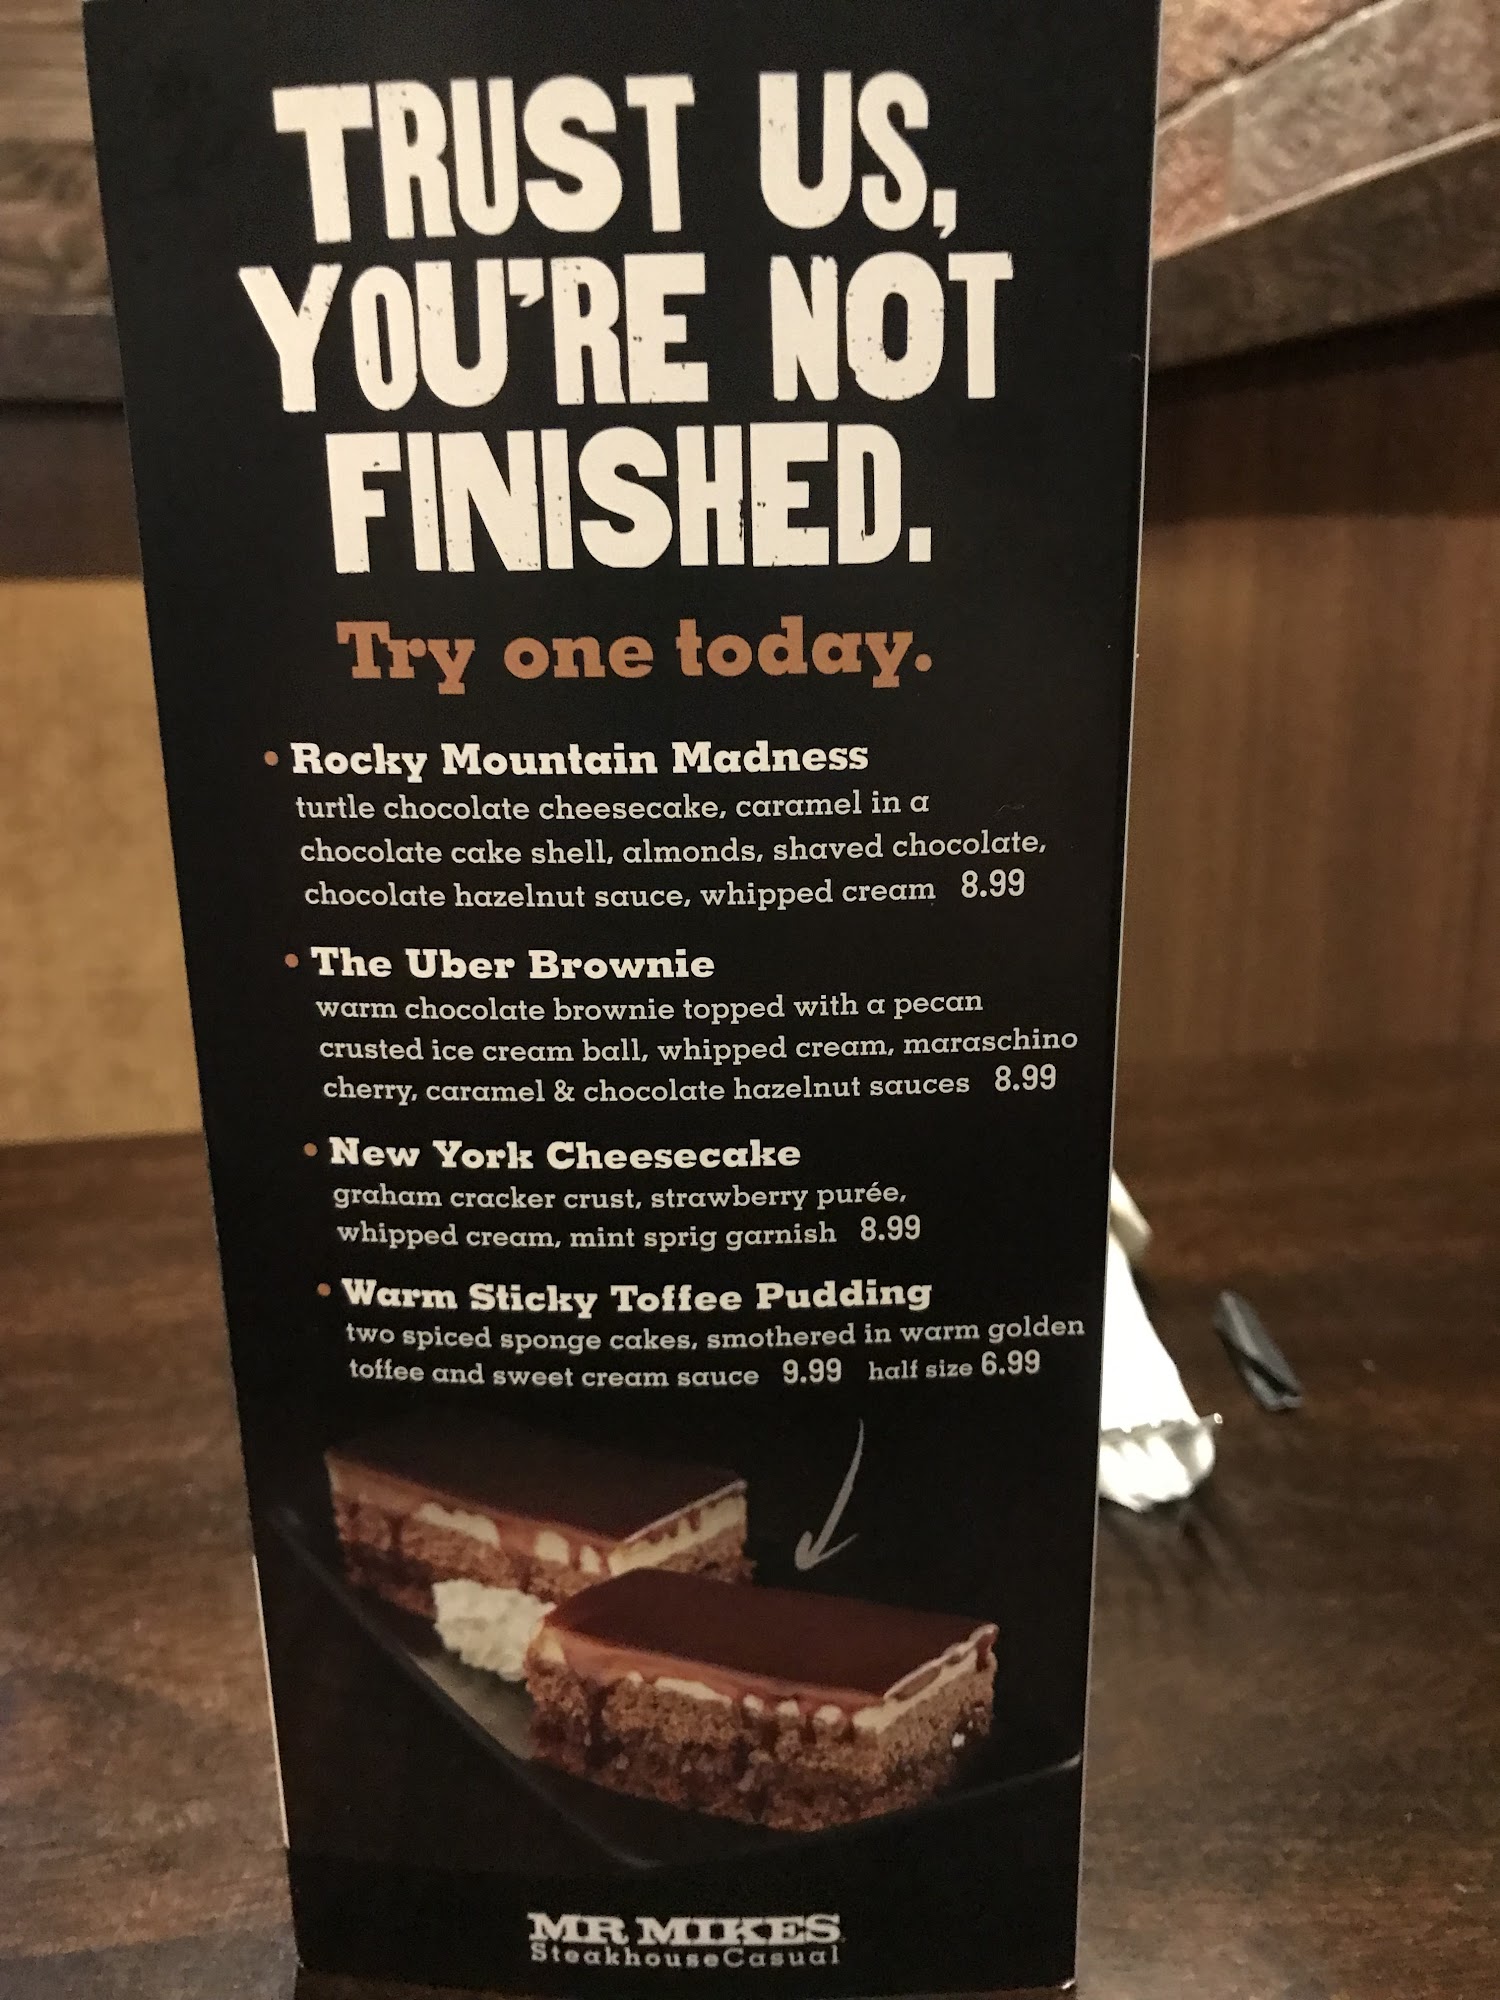 TRUST US,
YOU'RE NOT
FINISHED.
Try one today.
• Rocky Mountain Madness
turtle chocolate cheesecake, caramel in a
chocolate cake shell, almonds, shaved chocolate,
chocolate hazelnut sauce, whipped cream 8.99
• The Uber Brownie
warm chocolate brownie topped with a pecan
crusted ice cream ball, whipped cream, maraschino
cherry, caramel & chocolate hazelnut sauces 8.99
• New York Cheesecake
graham cracker crust, strawberry purée,
whipped cream, mint sprig garnish 8.99
• Warm Sticky Toffee Pudding
two spiced sponge cakes, smothered in warm golden
toffee and sweet cream sauce 9.99 half size 6.99
MR MIKES
SteakhouseCasual